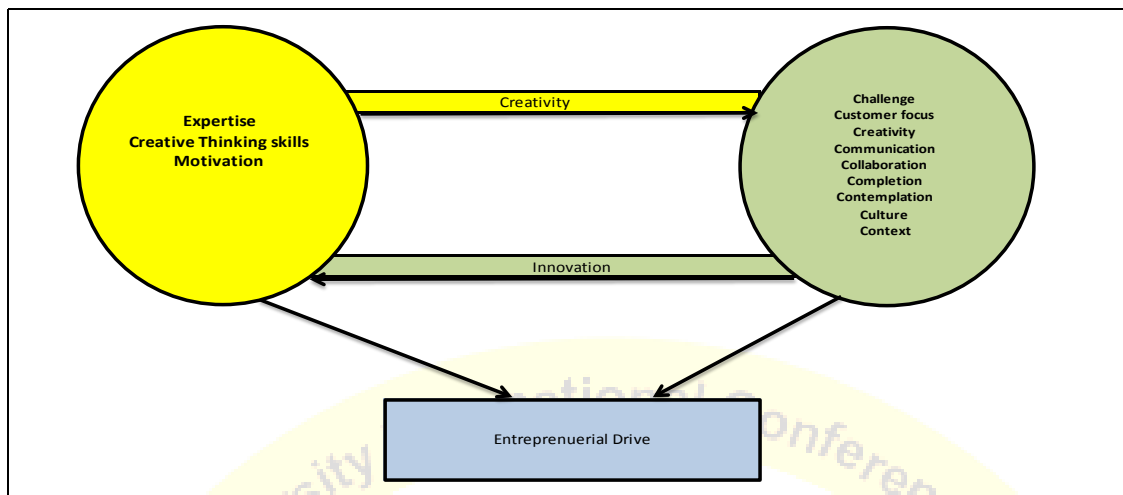 Expertise
Creative Thinking skills
Motivation
Creativity
Challenge
Customer focus
Creativity
Communication
Collaboration
Completion
Contemplation
Culture
Context
Innovation
Entreprenuerial Drive